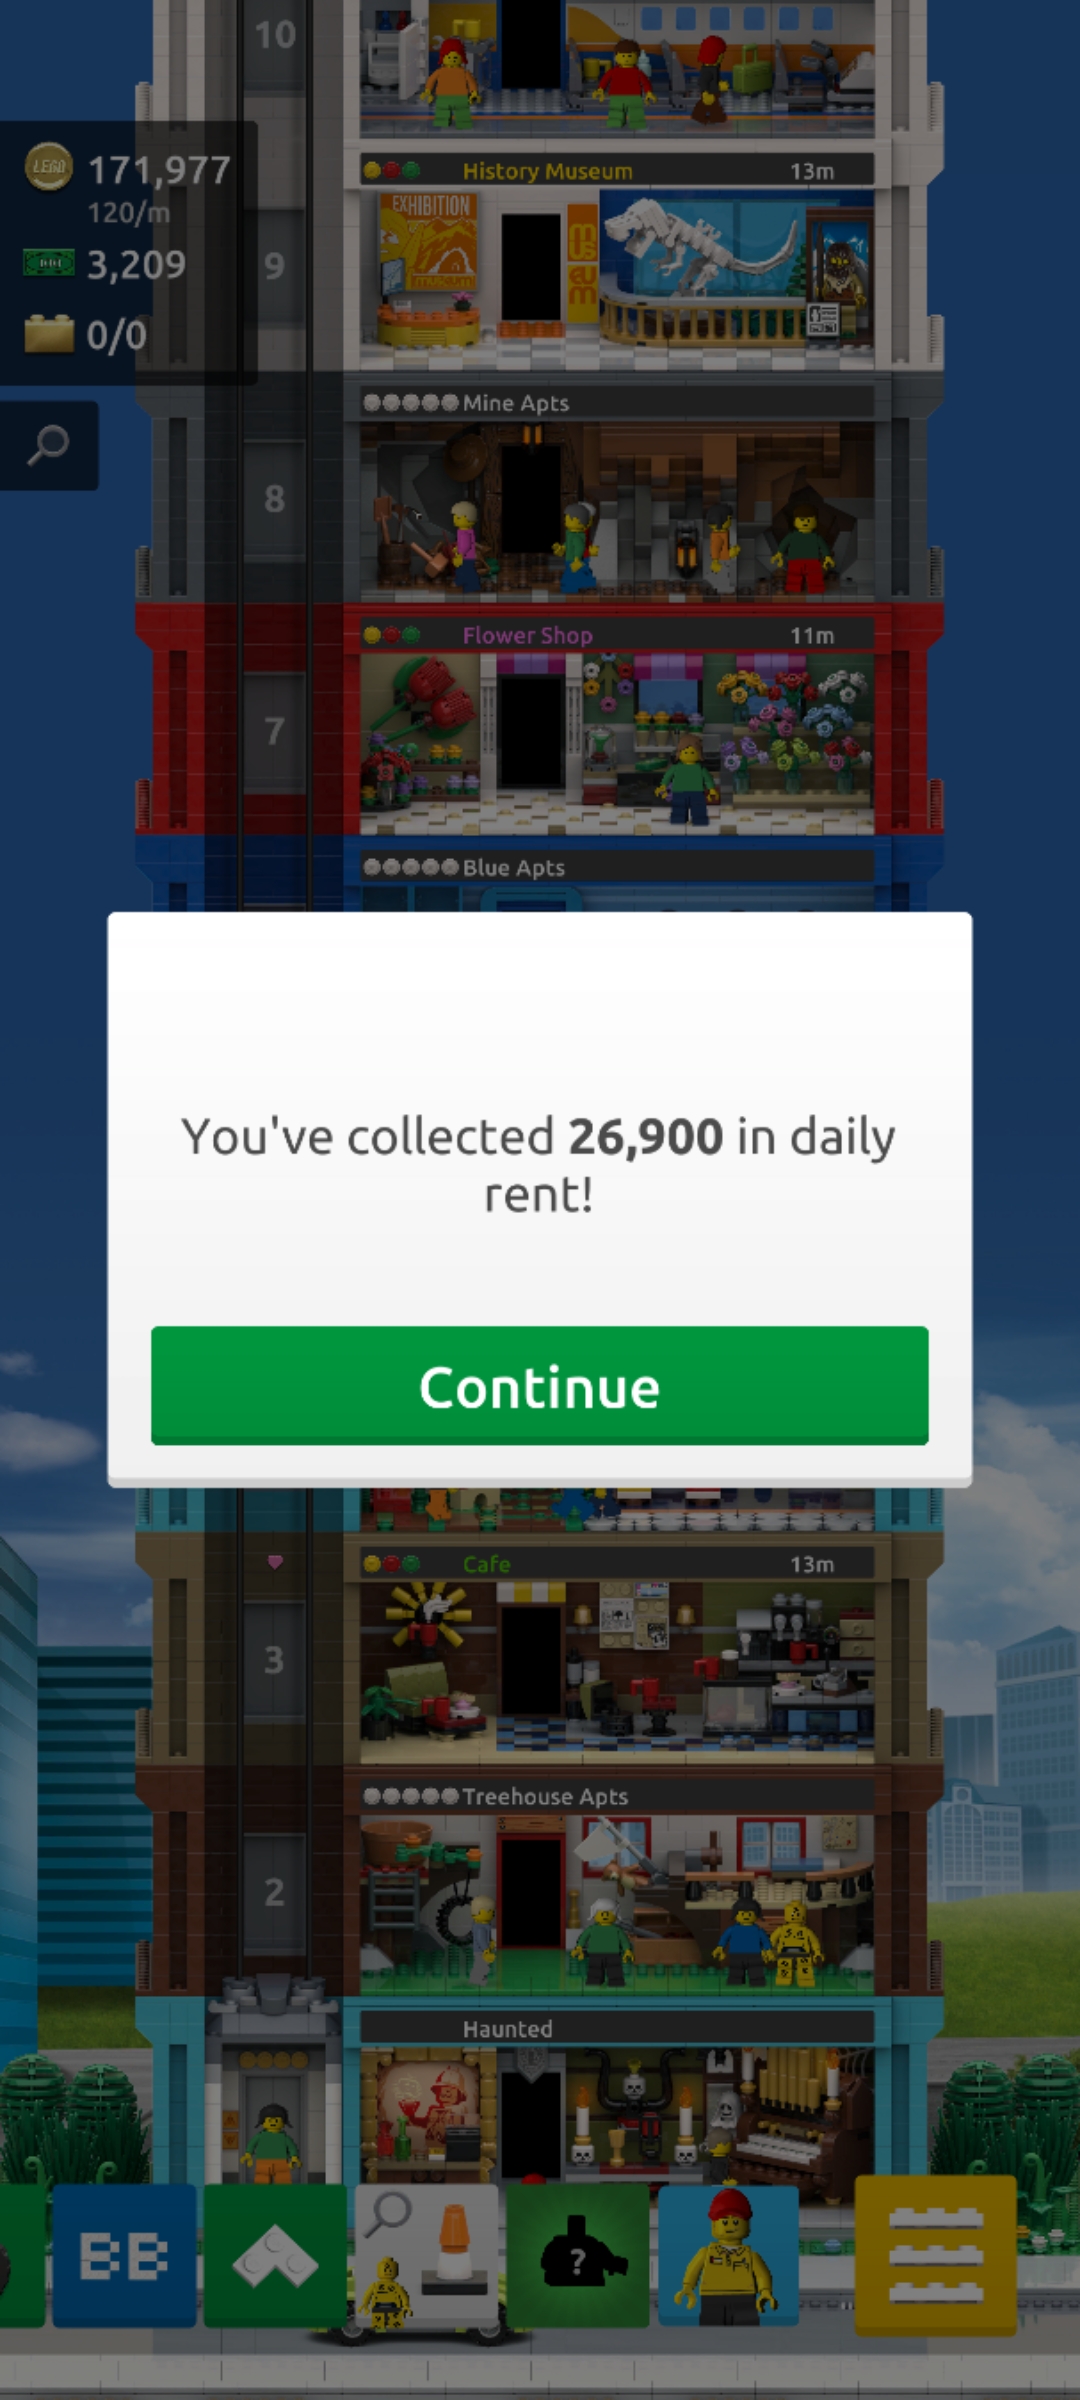 10
LEGO 171,977
120/m
3,209
0/0
History Museum 13m
EXHIBITION
museum
museum
9
Mine Apts
8
Flower Shop 11m
7
Blue Apts
You've collected 26,900 in daily
rent!
Continue
Cafe 13m
3
Treehouse Apts
2
Haunted
BB
?